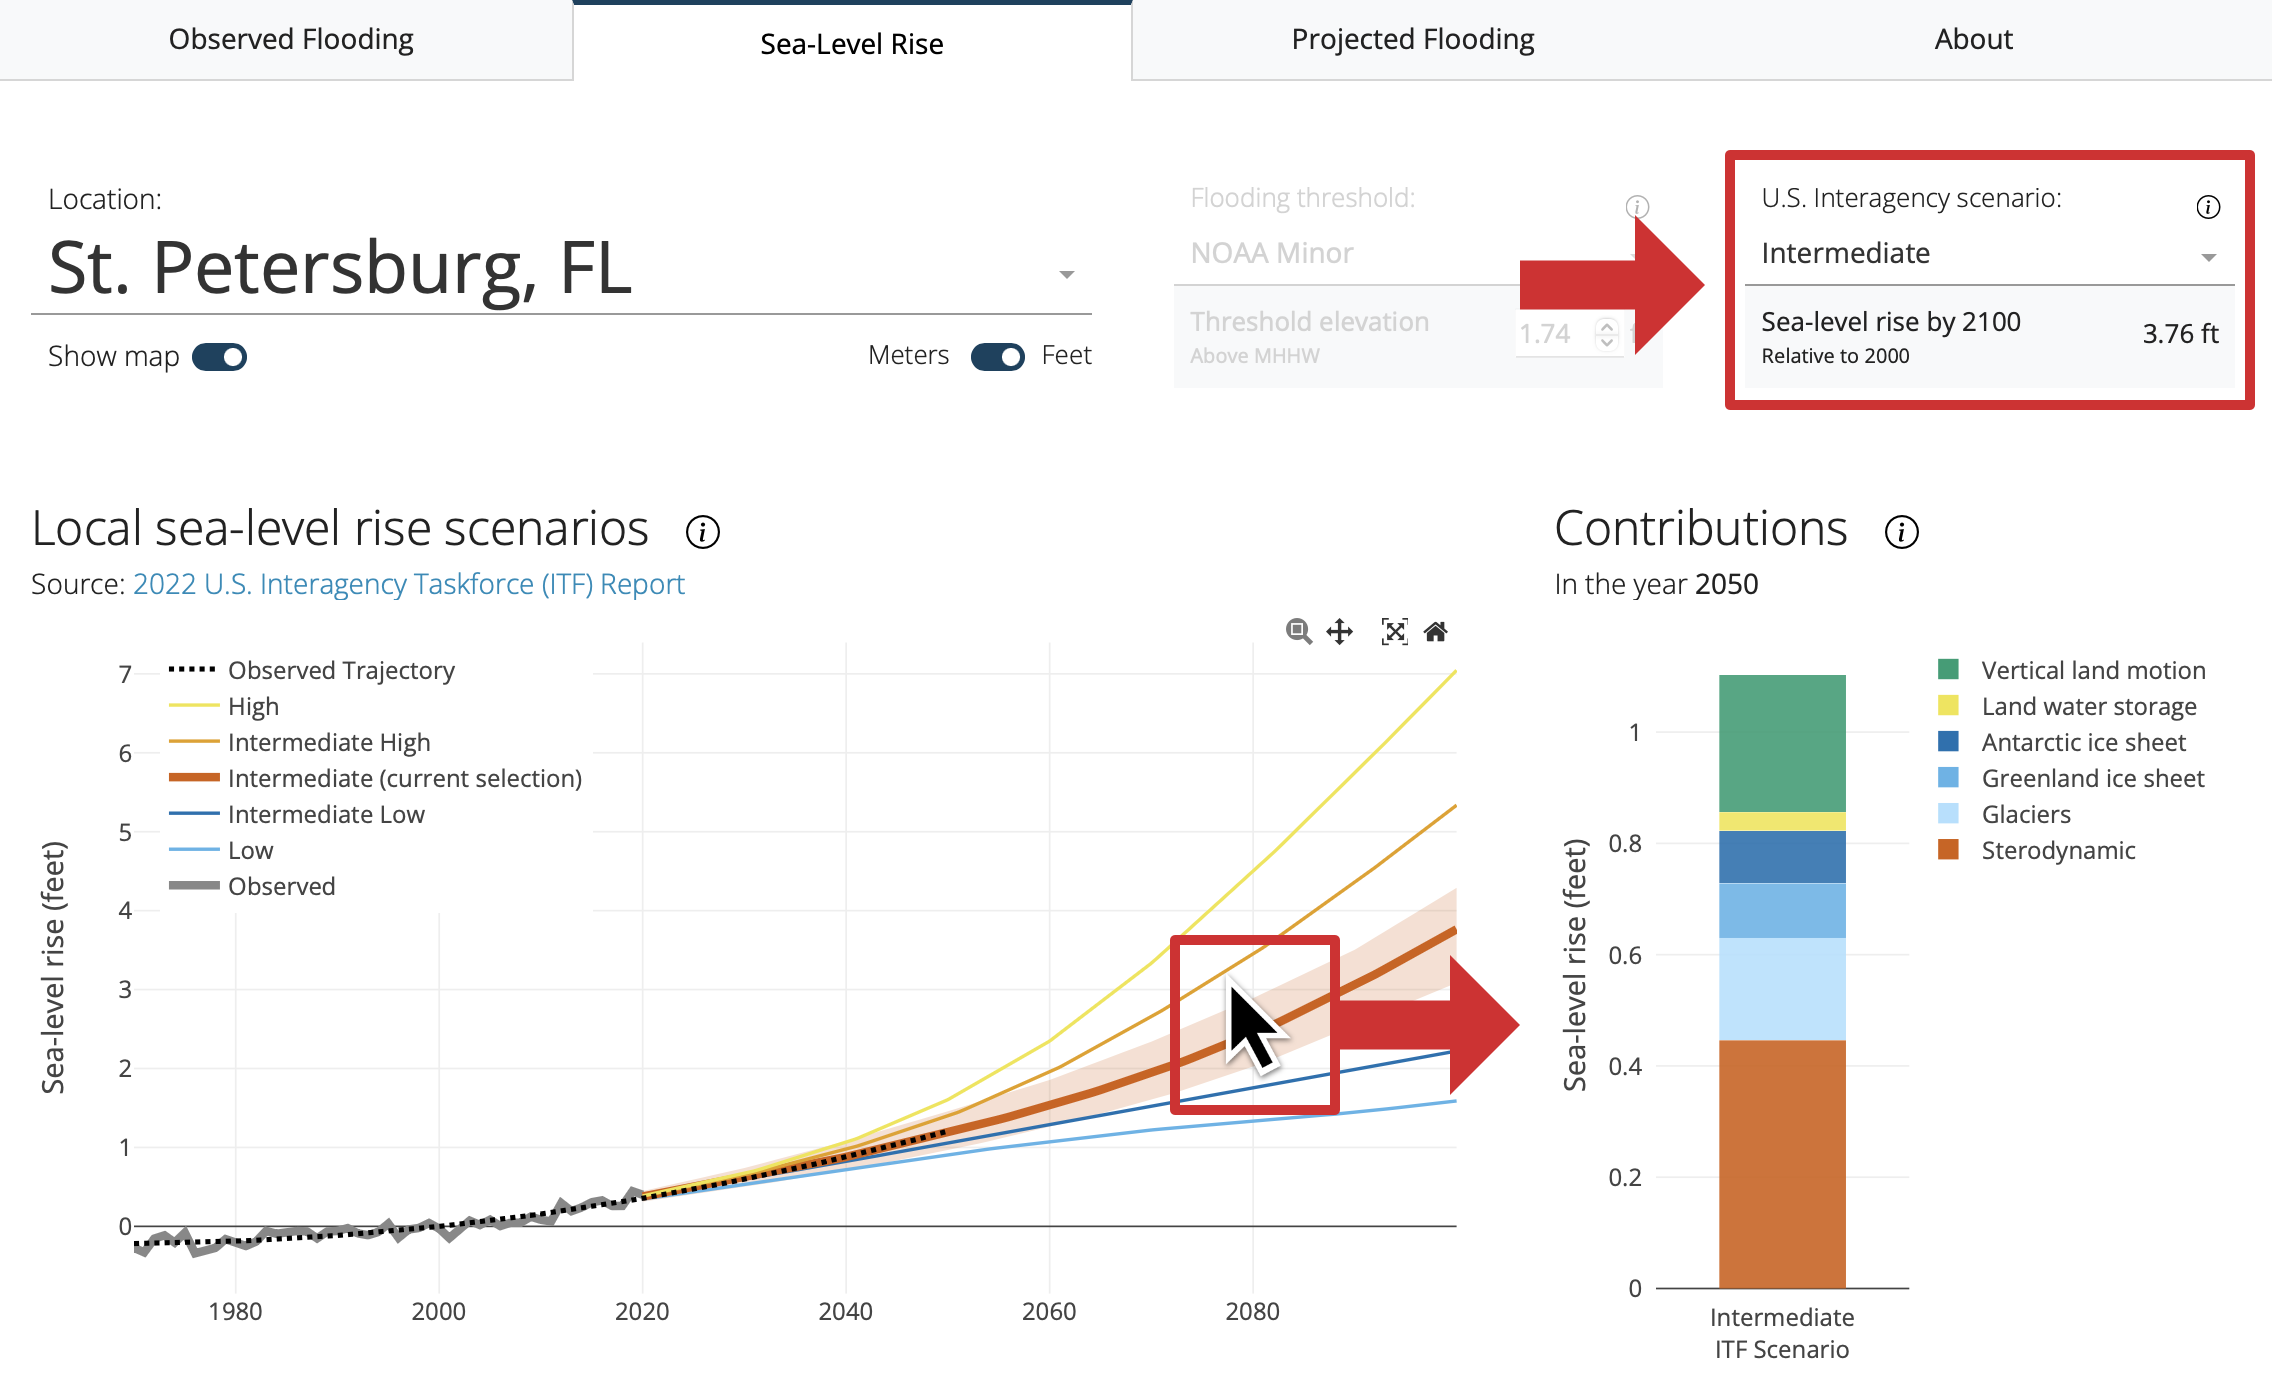 Observed Flooding
Sea-Level Rise
Projected Flooding
About
Location:
St. Petersburg, FL
Show map
Meters
Feet
Flooding threshold:
NOAA Minor
Threshold elevation
Above MHHW
1.74
U.S. Interagency scenario:
Intermediate
Sea-level rise by 2100
Relative to 2000
3.76 ft
Local sea-level rise scenarios
Source: 2022 U.S. Interagency Taskforce (ITF) Report
Observed Trajectory
High
Intermediate High
Intermediate (current selection)
Intermediate Low
Low
Observed
Sea-level rise (feet)
7
6
5
4
3
2
1
0
1980
2000
2020
2040
2060
2080
Contributions
In the year 2050
Vertical land motion
Land water storage
Antarctic ice sheet
Greenland ice sheet
Glaciers
Sterodynamic
Sea-level rise (feet)
1
0.8
0.6
0.4
0.2
0
Intermediate
ITF Scenario